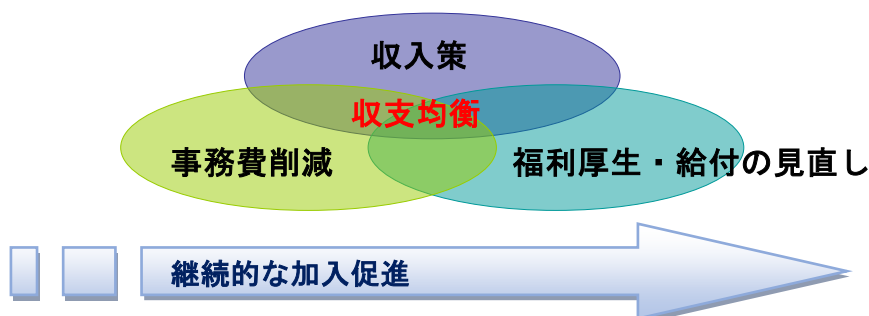 収入策
収支均衡
事務費削減
福利厚生・給付の見直し
継続的な加入促進